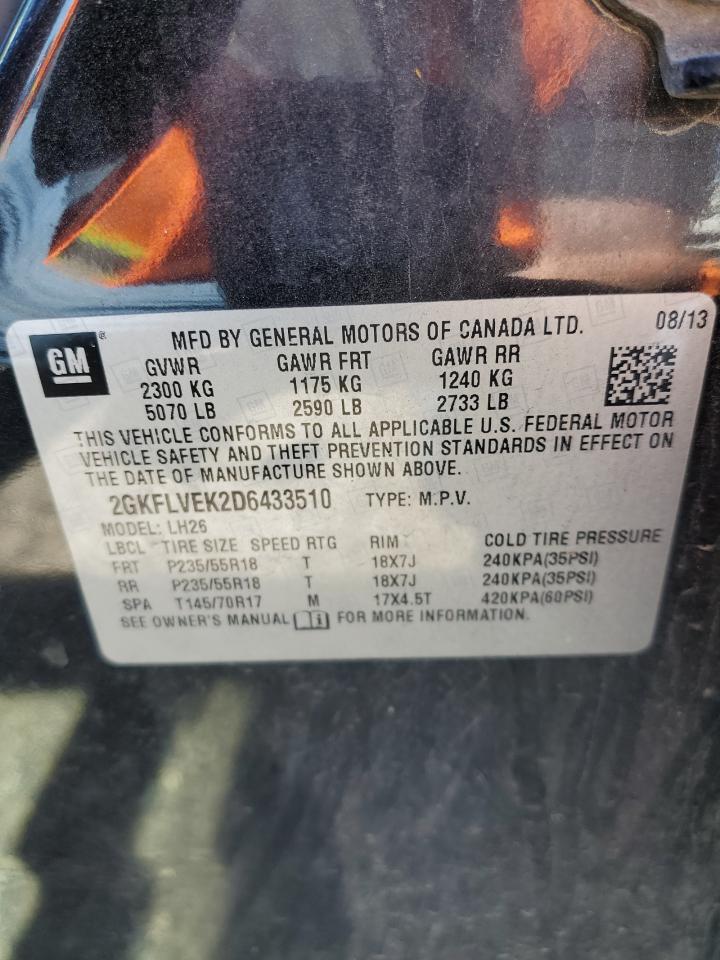 GM ® MFD BY GENERAL MOTORS OF CANADA LTD. 08/13
GVWR GAWR FRT GAWR RR
2300 KG 1175 KG 1240 KG
5070 LB 2590 LB 2733 LB
THIS VEHICLE CONFORMS TO ALL APPLICABLE U.S. FEDERAL MOTOR
VEHICLE SAFETY AND THEFT PREVENTION STANDARDS IN EFFECT ON
THE DATE OF MANUFACTURE SHOWN ABOVE.
2GKFLVEK2D6433510 TYPE: M.P.V.
MODEL: LH26
LBCL TIRE SIZE SPEED RTG RIM COLD TIRE PRESSURE
FRT P235/55R18 T 18X7J 240KPA(35PSI)
RR P235/55R18 T 18X7J 240KPA(35PSI)
SPA T145/70R17 M 17X4.5T 420KPA(60PSI)
SEE OWNER'S MANUAL FOR MORE INFORMATION.